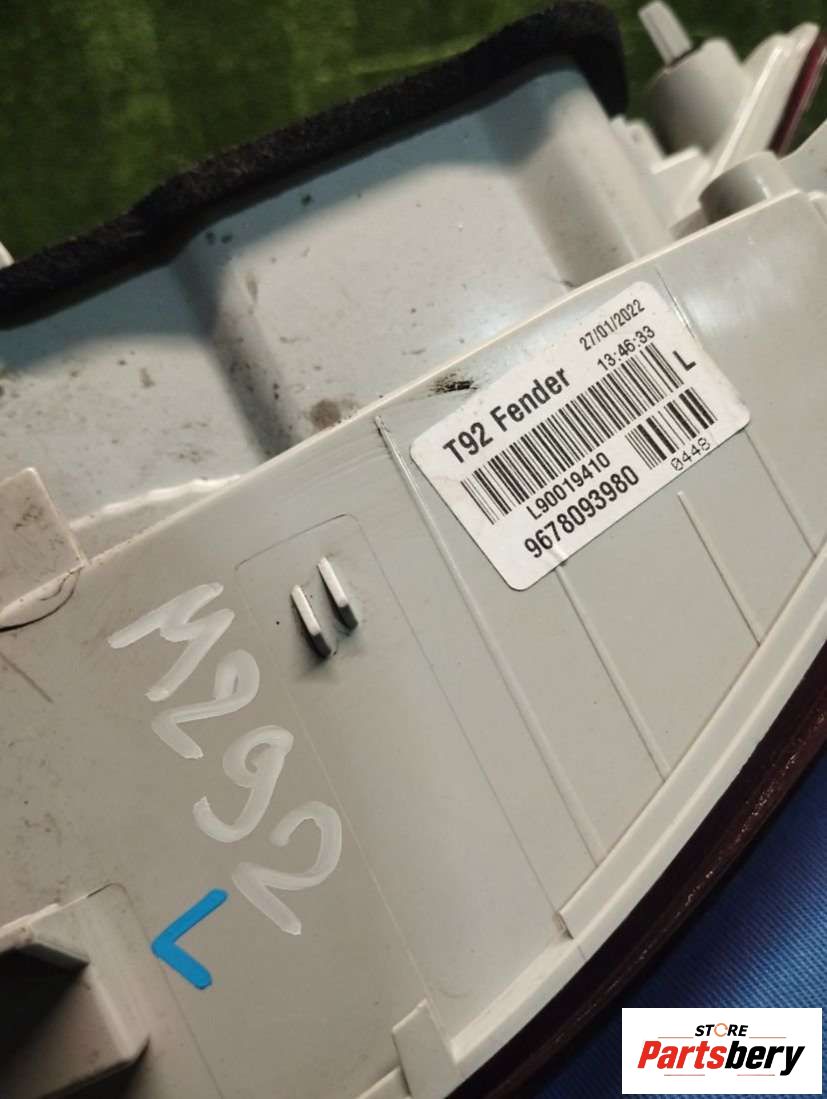 27/01/2022
T92 Fender 13:46:33
L
L90019410
0448
9678093980
M292
L
STORE
Partsbery